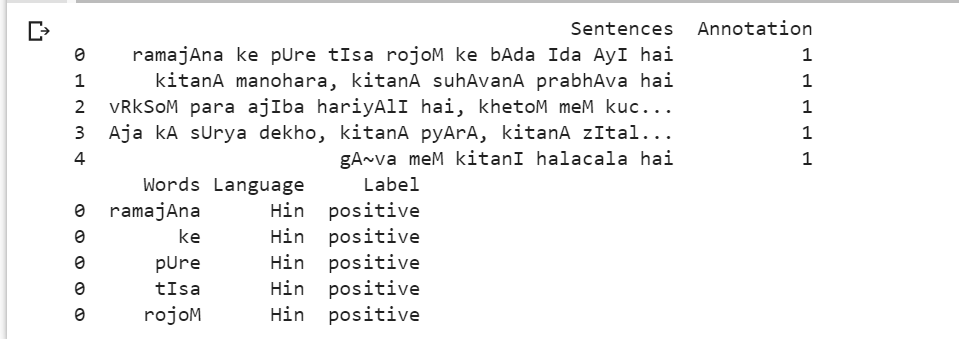 Sentences Annotation
0 ramajAna ke pUre tIsa rojoM ke bAda Ida AyI hai 1
1 kitanA manohara, kitanA suhAvanA prabhAva hai 1
2 vRkSoM para ajIba hariyAlI hai, khetoM meM kuc... 1
3 Aja kA sUrya dekho, kitanA pyArA, kitanA zItal... 1
4 gA~va meM kitanI halacala hai 1
Words Language Label
0 ramajAna Hin positive
0 ke Hin positive
0 pUre Hin positive
0 tIsa Hin positive
0 rojoM Hin positive